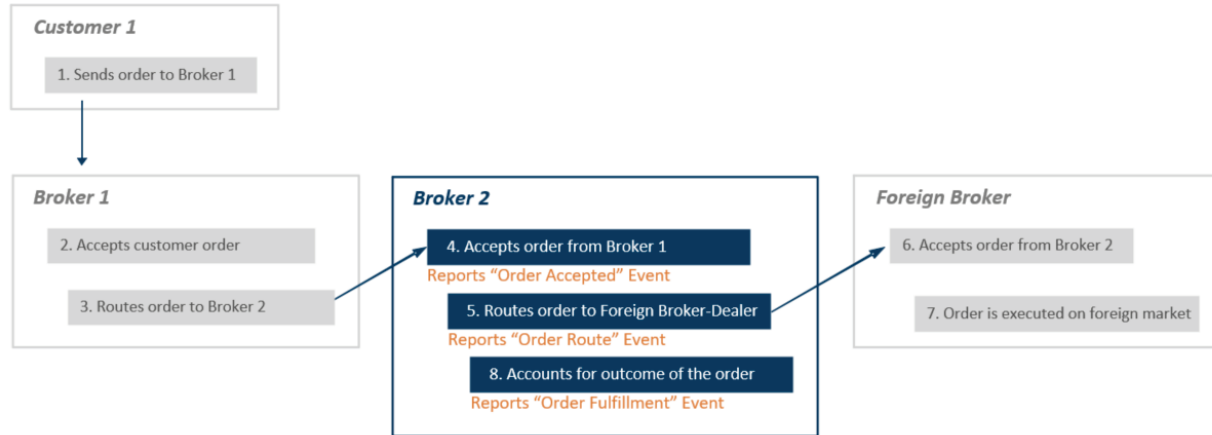 Customer 1
1. Sends order to Broker 1
Broker 1
2. Accepts customer order
3. Routes order to Broker 2
Broker 2
4. Accepts order from Broker 1
Reports “Order Accepted” Event
5. Routes order to Foreign Broker-Dealer
Reports “Order Route” Event
8. Accounts for outcome of the order
Reports “Order Fulfillment” Event
Foreign Broker
6. Accepts order from Broker 2
7. Order is executed on foreign market